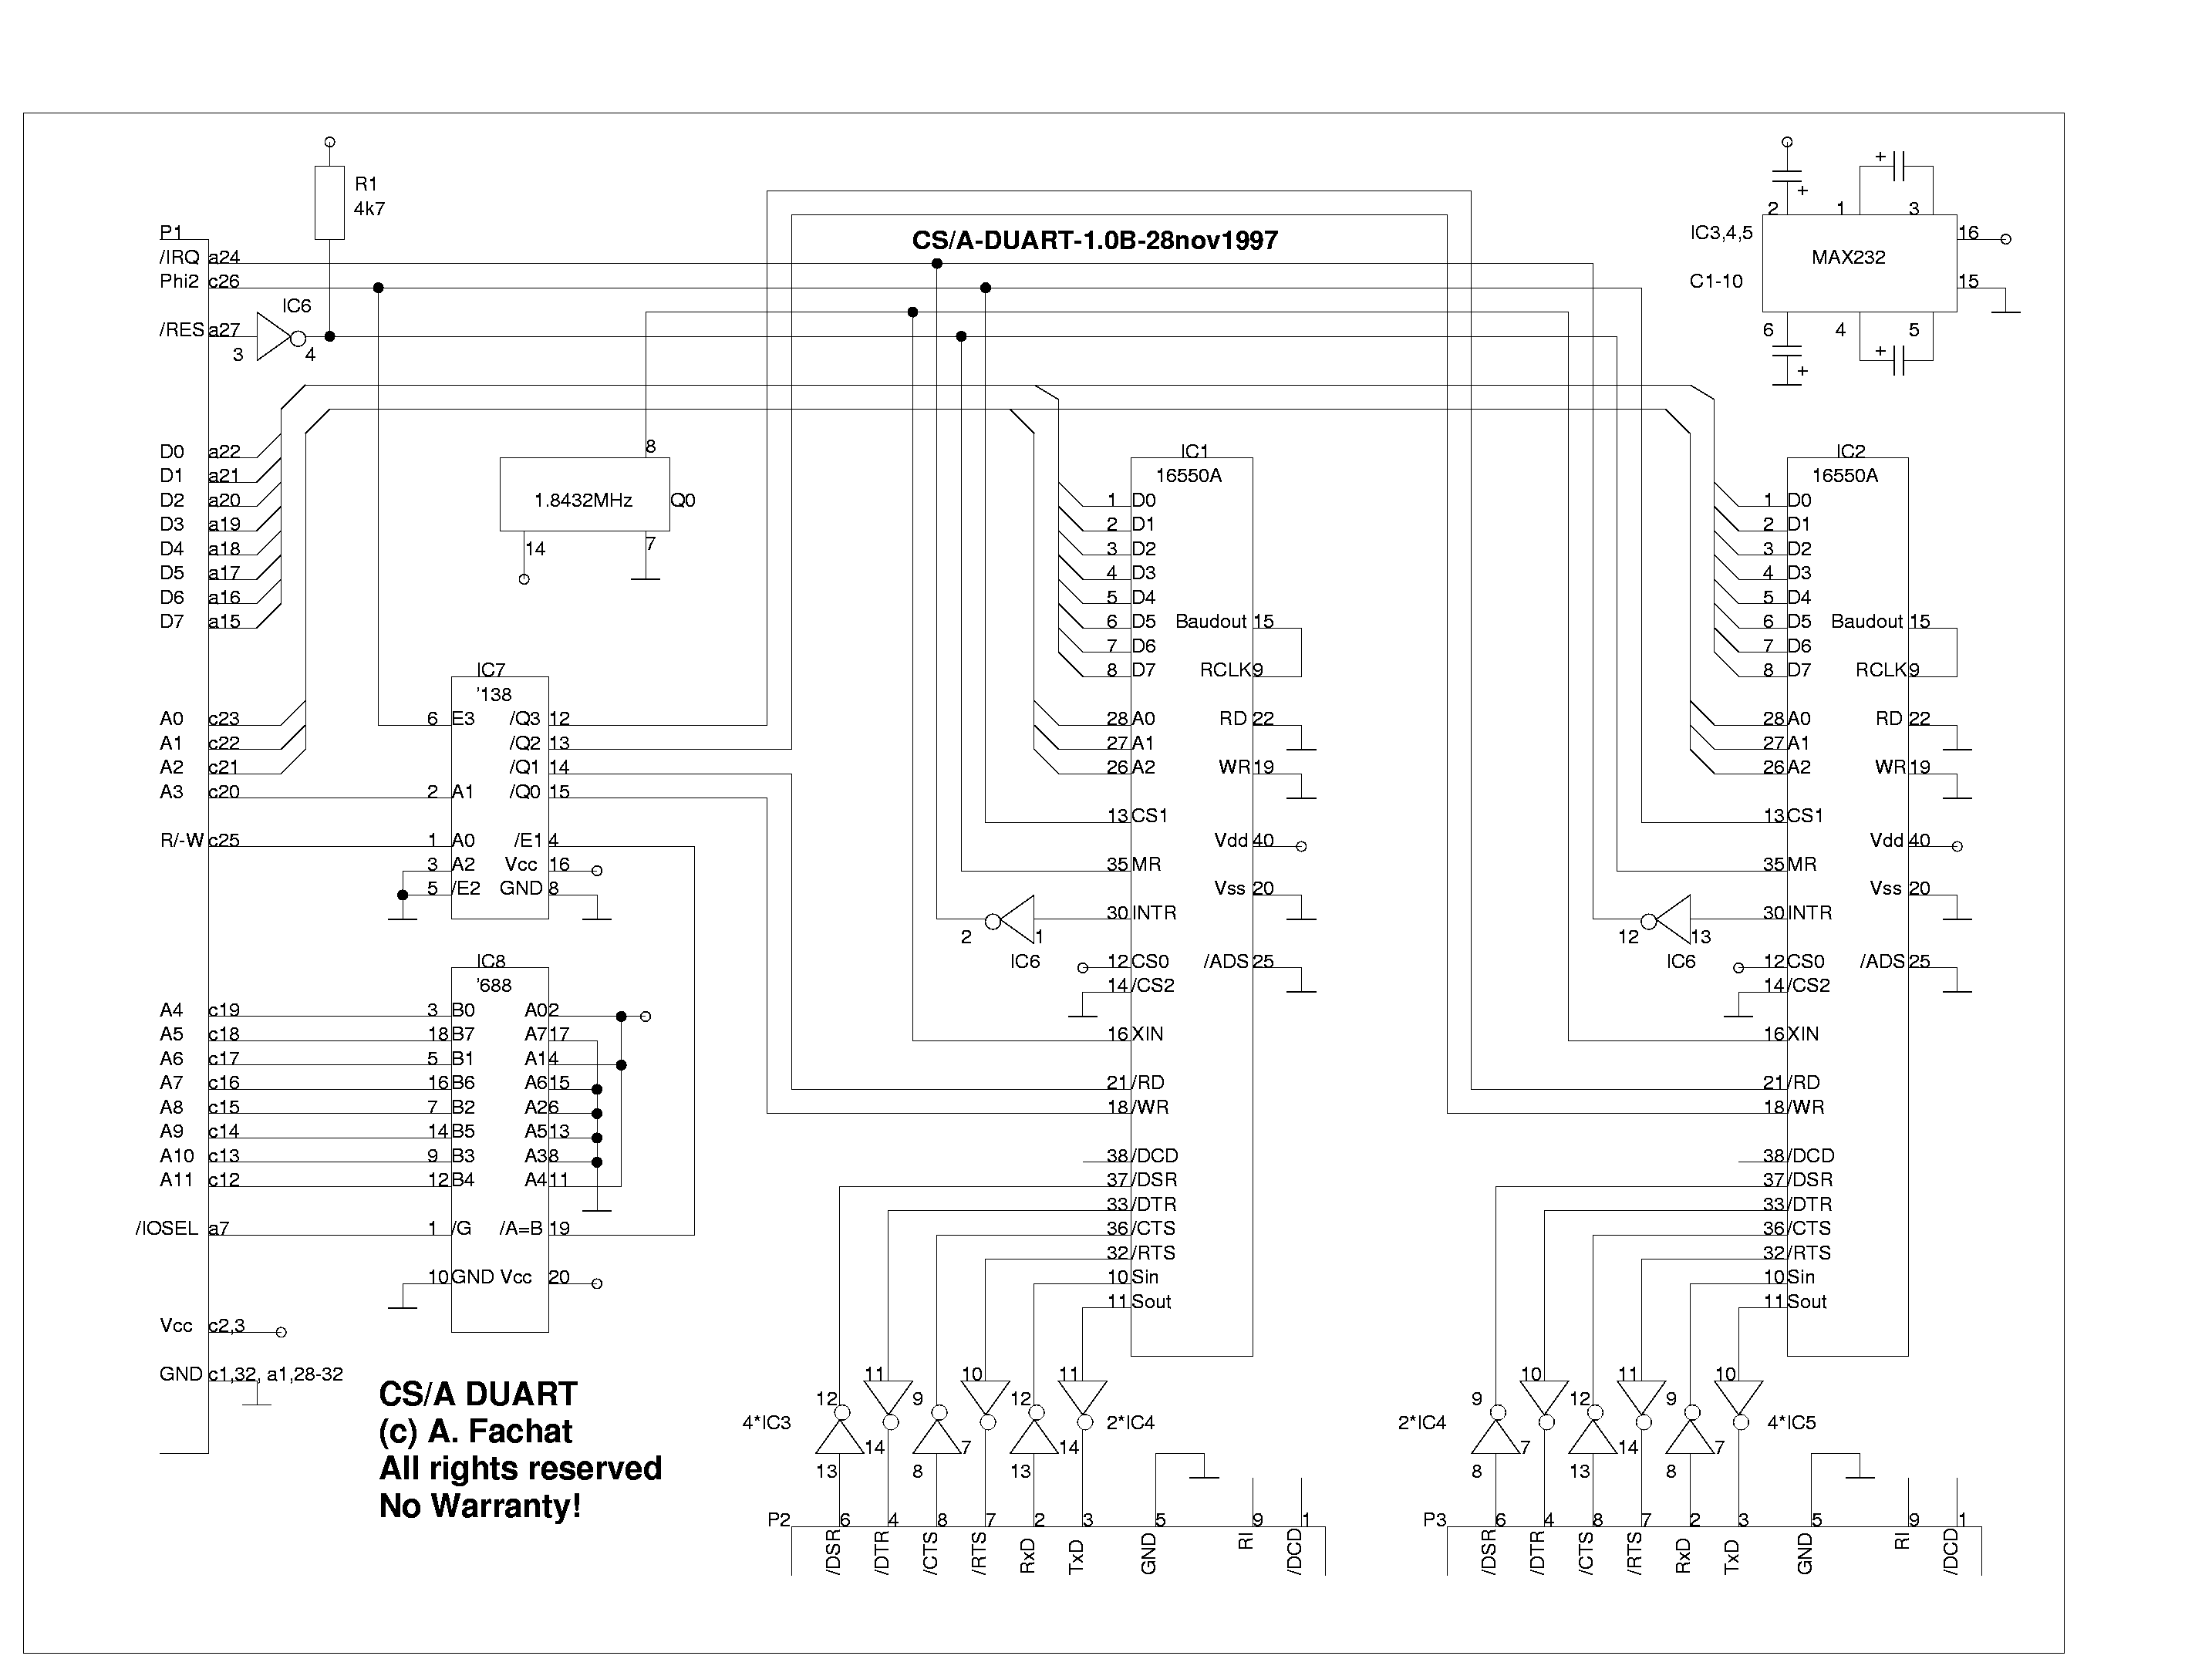 CS/A-DUART-1.0B-28nov1997
R1
4k7
P1
/IRQ a24
Phi2 c26
IC6
/RES a27
3 4
D0 a22
D1 a21
D2 a20
D3 a19
D4 a18
D5 a17
D6 a16
D7 a15
A0 c23
A1 c22
A2 c21
A3 c20
R/-W c25
A4 c19
A5 c18
A6 c17
A7 c16
A8 c15
A9 c14
A10 c13
A11 c12
/IOSEL a7
Vcc c2,3
GND c1,32, a1,28-32
8
1.8432MHz Q0
14 7
IC7
'138
6 E3 /Q3 12
/Q2 13
/Q1 14
2 A1 /Q0 15
1 A0 /E1 4
3 A2 Vcc 16
5 /E2 GND 8
IC8
'688
3 B0 A0 2
18 B7 A7 17
5 B1 A1 4
16 B6 A6 15
7 B2 A2 6
14 B5 A5 13
9 B3 A3 8
12 B4 A4 11
1 /G /A=B 19
10 GND Vcc 20
CS/A DUART
(c) A. Fachat
All rights reserved
No Warranty!
IC1
16550A
1 D0
2 D1
3 D2
4 D3
5 D4
6 D5 Baudout 15
7 D6
8 D7 RCLK 9
28 A0 RD 22
27 A1
26 A2 WR 19
13 CS1
Vdd 40
35 MR
Vss 20
30 INTR
2 1
IC6
12 CS0 /ADS 25
14 /CS2
16 XIN
21 /RD
18 /WR
38 /DCD
37 /DSR
33 /DTR
36 /CTS
32 /RTS
10 Sin
11 Sout
11 10 11
12 9 12
4*IC3 2*IC4
14 7 14
13 8 13
P2 6 4 8 7 2 3 5 9 1
/DSR /DTR /CTS /RTS RxD TxD GND RI /DCD
IC3,4,5
C1-10
MAX232
+ +
2 1 3
16
15
6 4 5
+ +
IC2
16550A
1 D0
2 D1
3 D2
4 D3
5 D4
6 D5 Baudout 15
7 D6
8 D7 RCLK 9
28 A0 RD 22
27 A1
26 A2 WR 19
13 CS1
Vdd 40
35 MR
Vss 20
30 INTR
12 13
IC6
12 CS0 /ADS 25
14 /CS2
16 XIN
21 /RD
18 /WR
38 /DCD
37 /DSR
33 /DTR
36 /CTS
32 /RTS
10 Sin
11 Sout
10 11 10
9 12 9
2*IC4 4*IC5
7 14 7
8 13 8
P3 6 4 8 7 2 3 5 9 1
/DSR /DTR /CTS /RTS RxD TxD GND RI /DCD